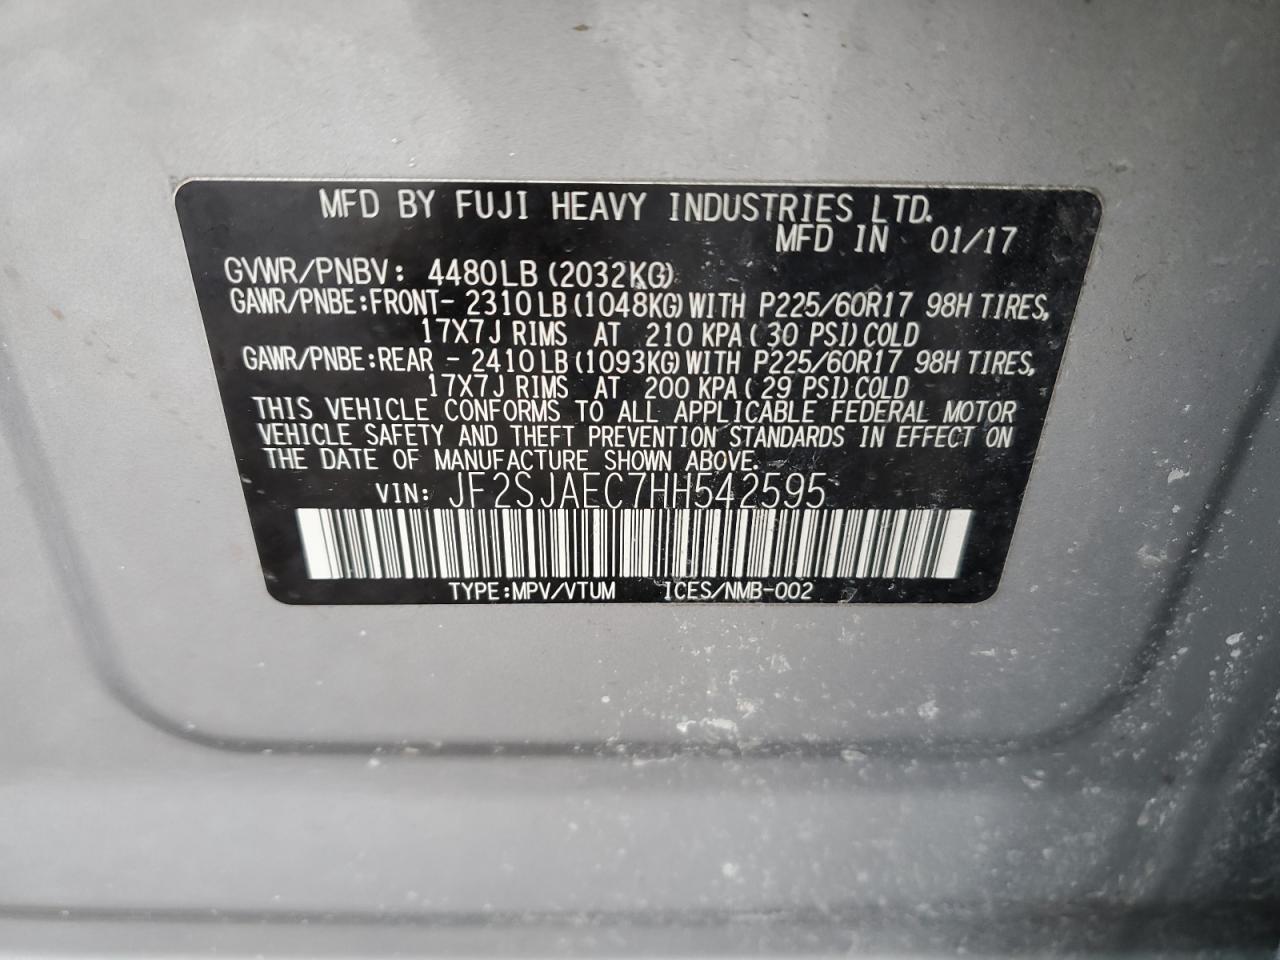 MFD BY FUJI HEAVY INDUSTRIES LTD.
MFD IN 01/17
GVWR/PNBV: 4480LB (2032KG)
GAWR/PNBE:FRONT- 2310LB (1048KG) WITH P225/60R17 98H TIRES,
17X7J RIMS AT 210 KPA (30 PSI) COLD
GAWR/PNBE:REAR - 2410LB (1093KG) WITH P225/60R17 98H TIRES,
17X7J RIMS AT 200 KPA (29 PSI) COLD
THIS VEHICLE CONFORMS TO ALL APPLICABLE FEDERAL MOTOR
VEHICLE SAFETY AND THEFT PREVENTION STANDARDS IN EFFECT ON
THE DATE OF MANUFACTURE SHOWN ABOVE.
VIN: JF2SJAEC7HH542595
TYPE:MPV/VTUM ICES/NMB-002